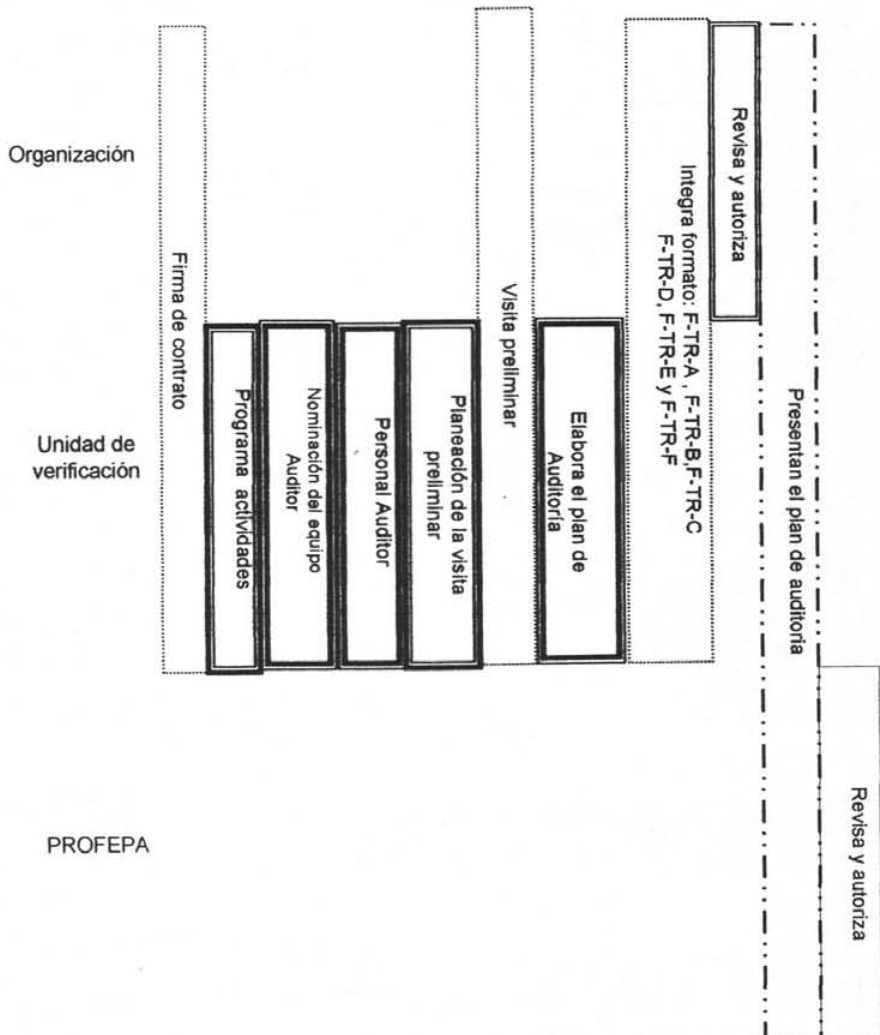 Organización
Unidad de
verificación
PROFEPA
Firma de contrato
Programa actividades
Nominación del equipo
Auditor
Personal Auditor
Planeación de la visita
preliminar
Visita preliminar
Elabora el plan de
Auditoría
Integra formato: F-TR-A , F-TR-B,F-TR-C
F-TR-D, F-TR-E y F-TR-F
Revisa y autoriza
Presentan el plan de auditoria
Revisa y autoriza